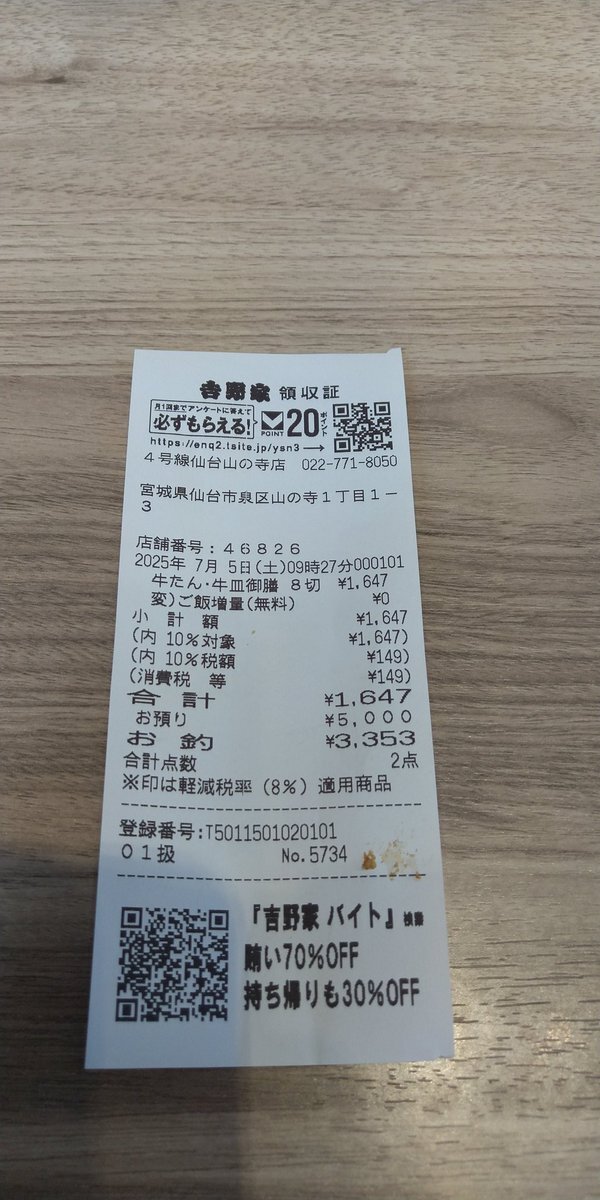 吉野家 領収証
月1回までアンケートに答えて
必ずもらえる!
V POINT 20ポイント
https://enq2.tsite.jp/ysn3→
4号線仙台山の寺店 022-771-8050
宮城県仙台市泉区山の寺1丁目1－
3
店舗番号:46826
2025年 7月 5日(土)09時27分000101
牛たん・牛皿御膳 8切 ¥1,647
変)ご飯増量(無料) ¥0
小 計 額 ¥1,647
(内 10%対象 ¥1,647)
(内 10%税額 ¥149)
(消費税 等 ¥149)
合 計 ¥1,647
お預り ¥5,000
お 釣 ¥3,353
合計点数 2点
※印は軽減税率(8%)適用商品
登録番号:T5011501020101
01扱 No.5734
『吉野家 バイト』検索
賄い70%OFF
持ち帰りも30%OFF